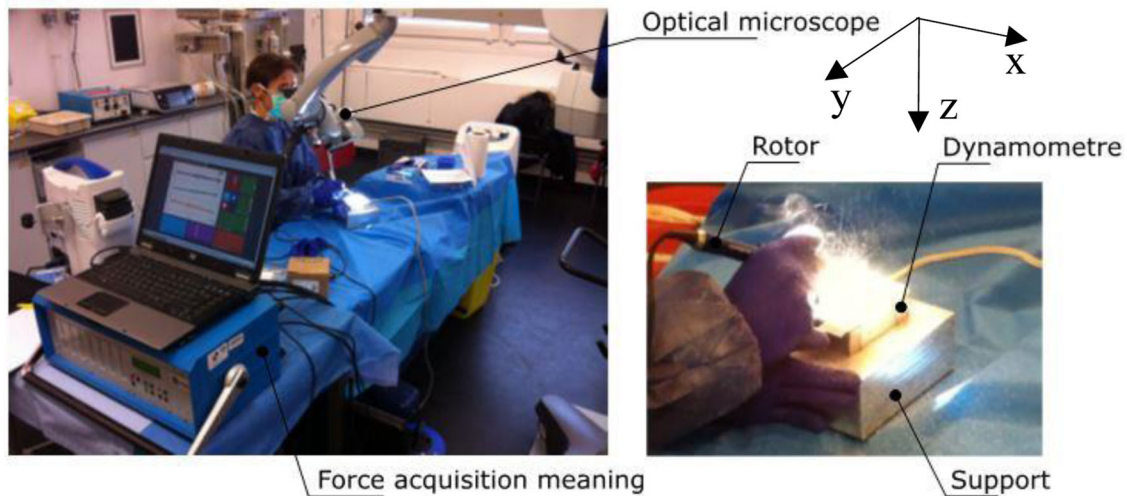 Optical microscope
x
y
z
Rotor
Dynamometre
Force acquisition meaning
Support